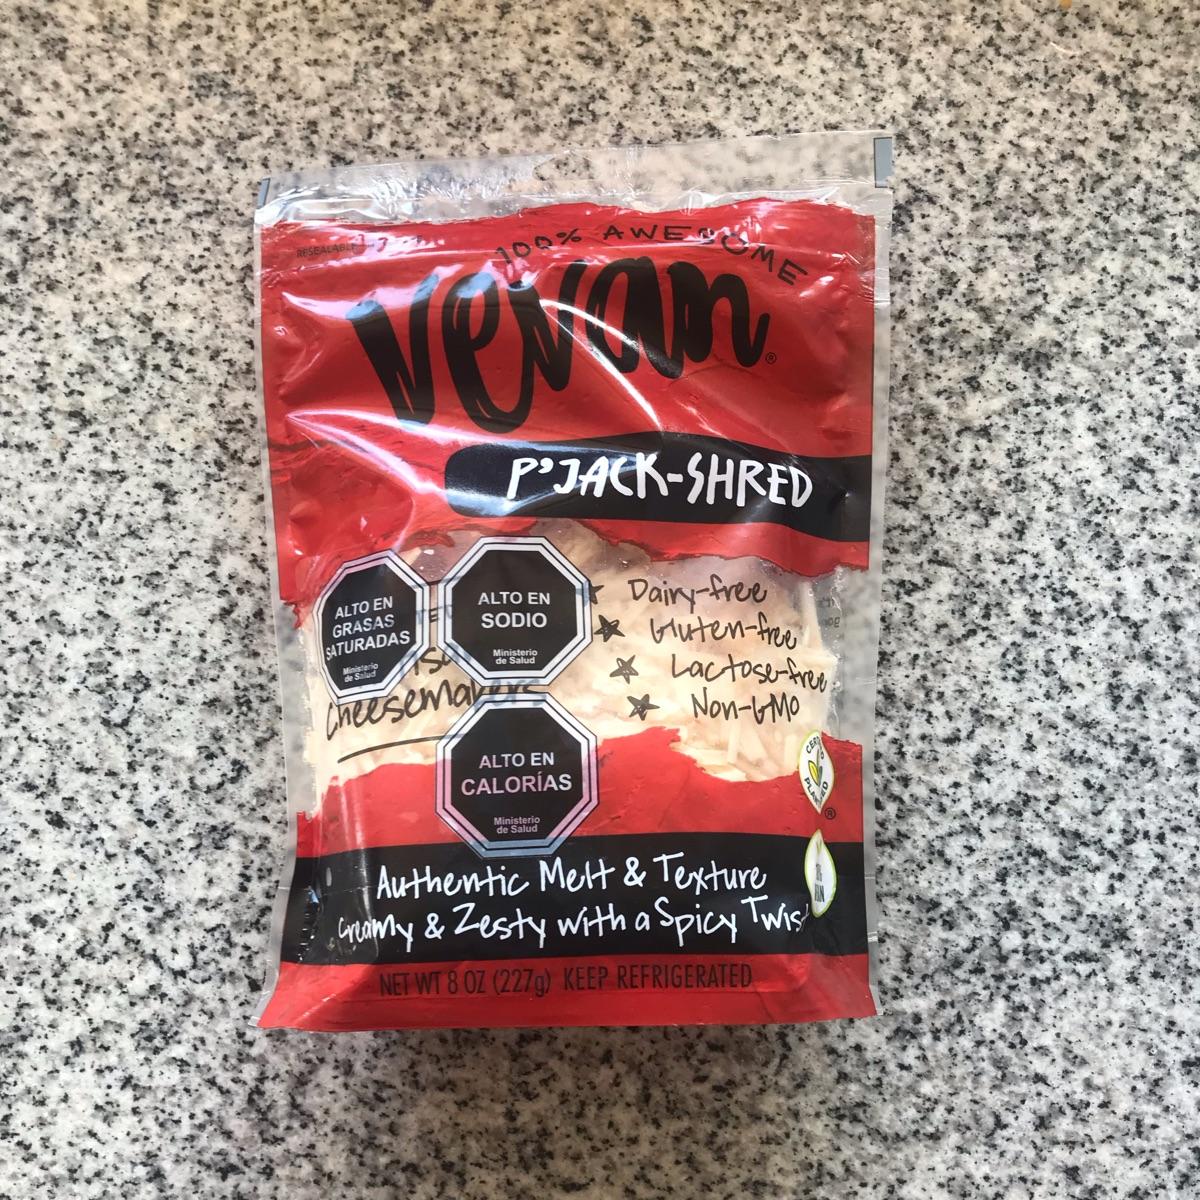 RESEALABLE
100% AWESOME
Vevan®
P'JACK-SHRED
ALTO EN
GRASAS
SATURADAS
Ministerio
de Salud
ALTO EN
SODIO
Ministerio
de Salud
Dairy-free
Gluten-free
Lactose-free
Non-GMO
Cheesemakers
ALTO EN
CALORÍAS
Ministerio
de Salud
Authentic Melt & Texture
Creamy & Zesty with a Spicy Twist
NET WT 8 OZ (227g) KEEP REFRIGERATED